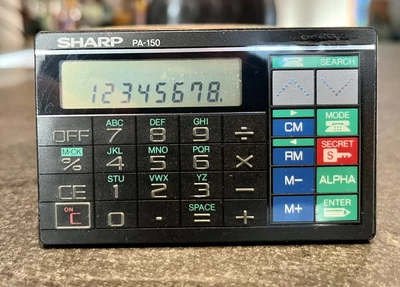 SHARP PA-150
SEARCH
12345678.
ABC DEF GHI MODE
OFF 7 8 9 ÷ CM
M-CK JKL MNO PQR SECRET
% 4 5 6 × RM S
STU VWX YZ
CE 1 2 3 − M− ALPHA
ON SPACE ENTER
C 0 · = + M+